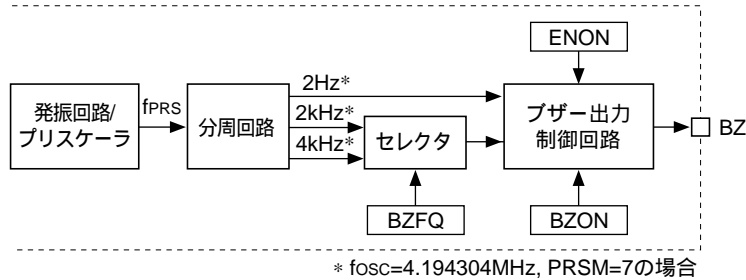 ENON
発振回路/
プリスケーラ
fPRS
分周回路
2Hz*
2kHz*
4kHz*
セレクタ
ブザー出力
制御回路
BZ
BZFQ
BZON
* fOSC=4.194304MHz, PRSM=7の場合